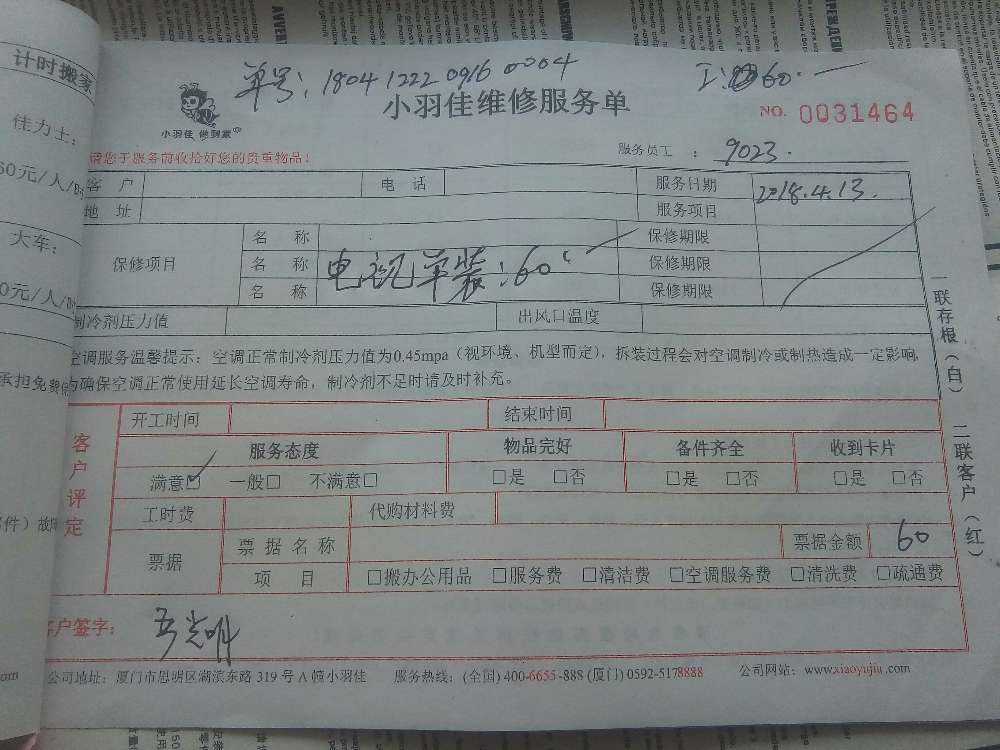 单号:1804 1222 0916 0004
工: 60.一
小羽佳 做到家
小羽佳维修服务单
NO. 0031464
请您于服务前收拾好您的贵重物品!
服务员工 : 9023.
客 户 电 话 服务日期 2018.4.13.
地 址 服务项目
保修项目 名 称 保修期限
名 称 电视单装:60 保修期限
名 称 保修期限
制冷剂压力值 出风口温度
空调服务温馨提示:空调正常制冷剂压力值为0.45mpa(视环境、机型而定),拆装过程会对空调制冷或制热造成一定影响,
为确保空调正常使用延长空调寿命,制冷剂不足时请及时补充。
开工时间 结束时间
客户评定
服务态度 物品完好 备件齐全 收到卡片
满意☑ 一般□ 不满意□ □是 □否 □是 □否 □是 □否
工时费 代购材料费
票据 票据名称 票据金额 60
项 目 □搬办公用品 □服务费 □清洁费 □空调服务费 □清洗费 □疏通费
客户签字:
公司地址:厦门市思明区湖滨东路 319 号 A 幢小羽佳 服务热线:(全国) 400-6655-888 (厦门) 0592-5178888 公司网站:www.xiaoyujia.com
一联存根(白) 二联客户(红)
计时搬家
佳力士:
60元/人/时
大车:
0元/人/时
承担免费
件)故
om